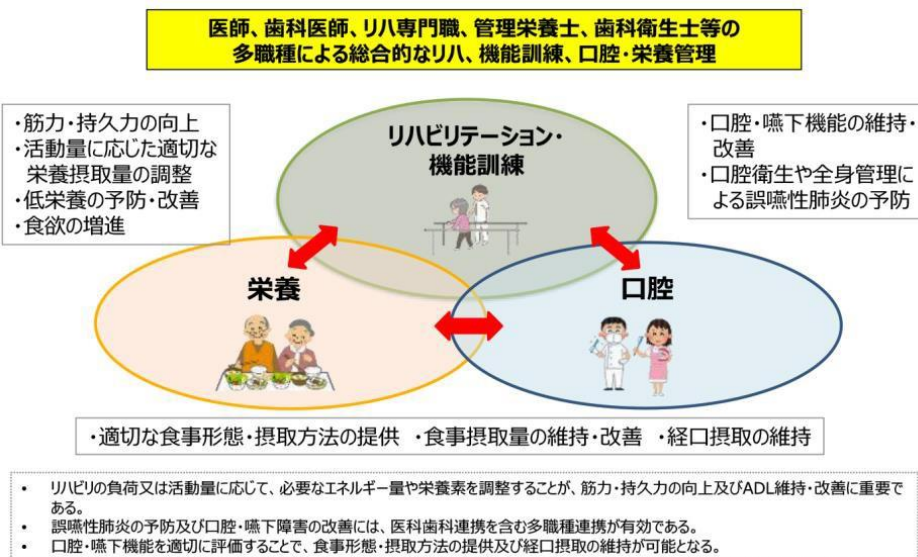 医師、歯科医師、リハ専門職、管理栄養士、歯科衛生士等の
多職種による総合的なリハ、機能訓練、口腔・栄養管理
・筋力・持久力の向上
・活動量に応じた適切な
栄養摂取量の調整
・低栄養の予防・改善
・食欲の増進
リハビリテーション・
機能訓練
・口腔・嚥下機能の維持・
改善
・口腔衛生や全身管理に
よる誤嚥性肺炎の予防
栄養
口腔
・適切な食事形態・摂取方法の提供 ・食事摂取量の維持・改善 ・経口摂取の維持
• リハビリの負荷又は活動量に応じて、必要なエネルギー量や栄養素を調整することが、筋力・持久力の向上及びADL維持・改善に重要で
ある。
• 誤嚥性肺炎の予防及び口腔・嚥下障害の改善には、医科歯科連携を含む多職種連携が有効である。
• 口腔・嚥下機能を適切に評価することで、食事形態・摂取方法の提供及び経口摂取の維持が可能となる。